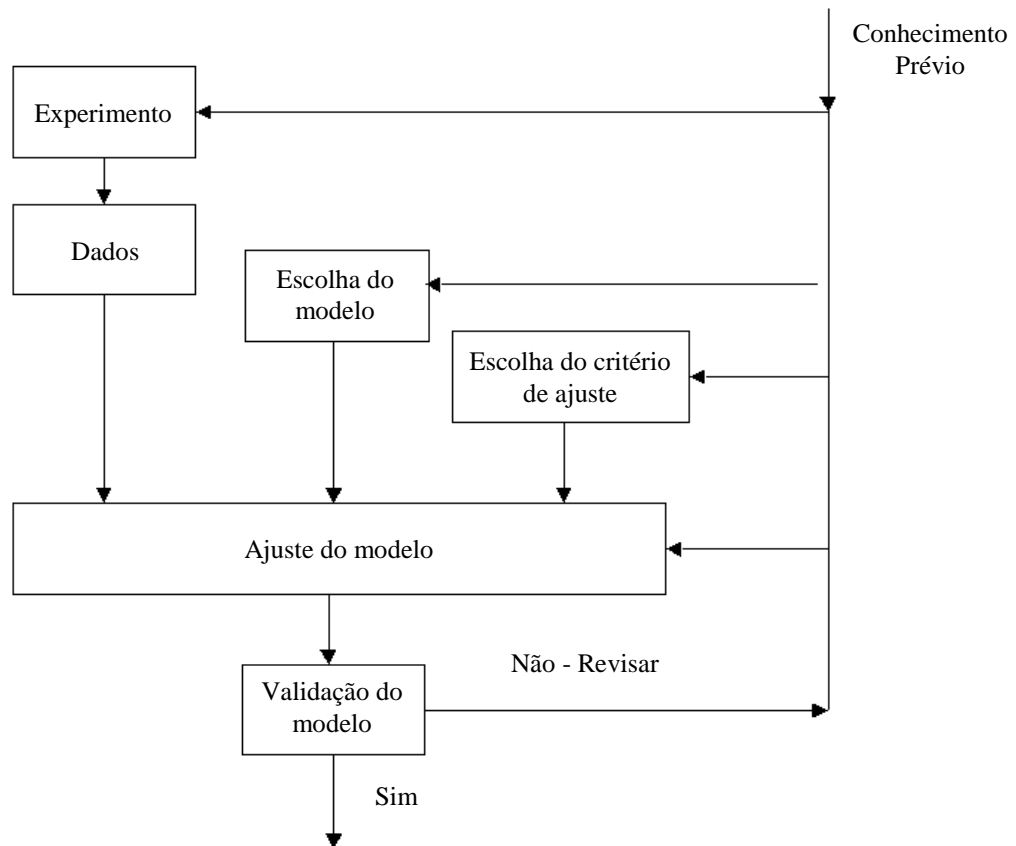 Conhecimento
Prévio
Experimento
Dados
Escolha do
modelo
Escolha do critério
de ajuste
Ajuste do modelo
Não - Revisar
Validação do
modelo
Sim